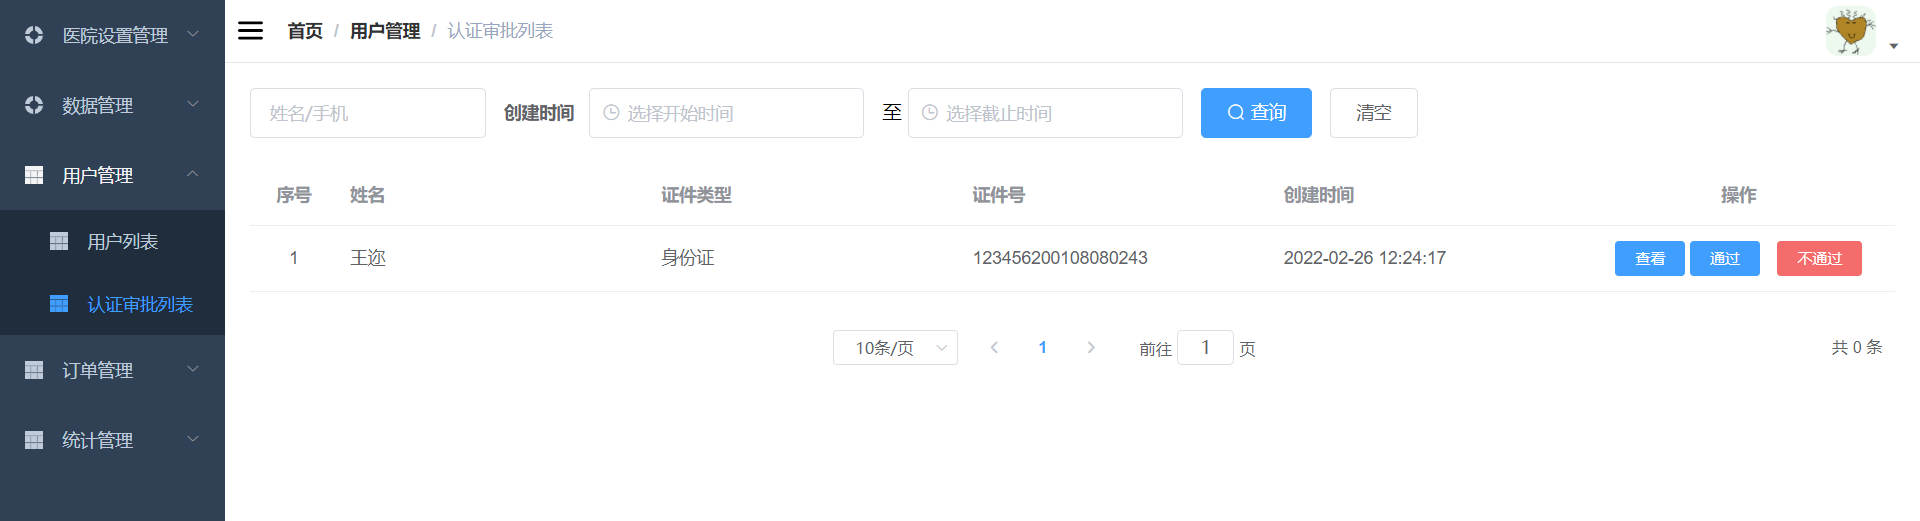 医院设置管理
数据管理
用户管理
用户列表
认证审批列表
订单管理
统计管理
首页 / 用户管理 / 认证审批列表
姓名/手机 创建时间 选择开始时间 至 选择截止时间 查询 清空
序号 姓名 证件类型 证件号 创建时间 操作
1 王迩 身份证 123456200108080243 2022-02-26 12:24:17 查看 通过 不通过
10条/页 1 前往 1 页 共 0 条